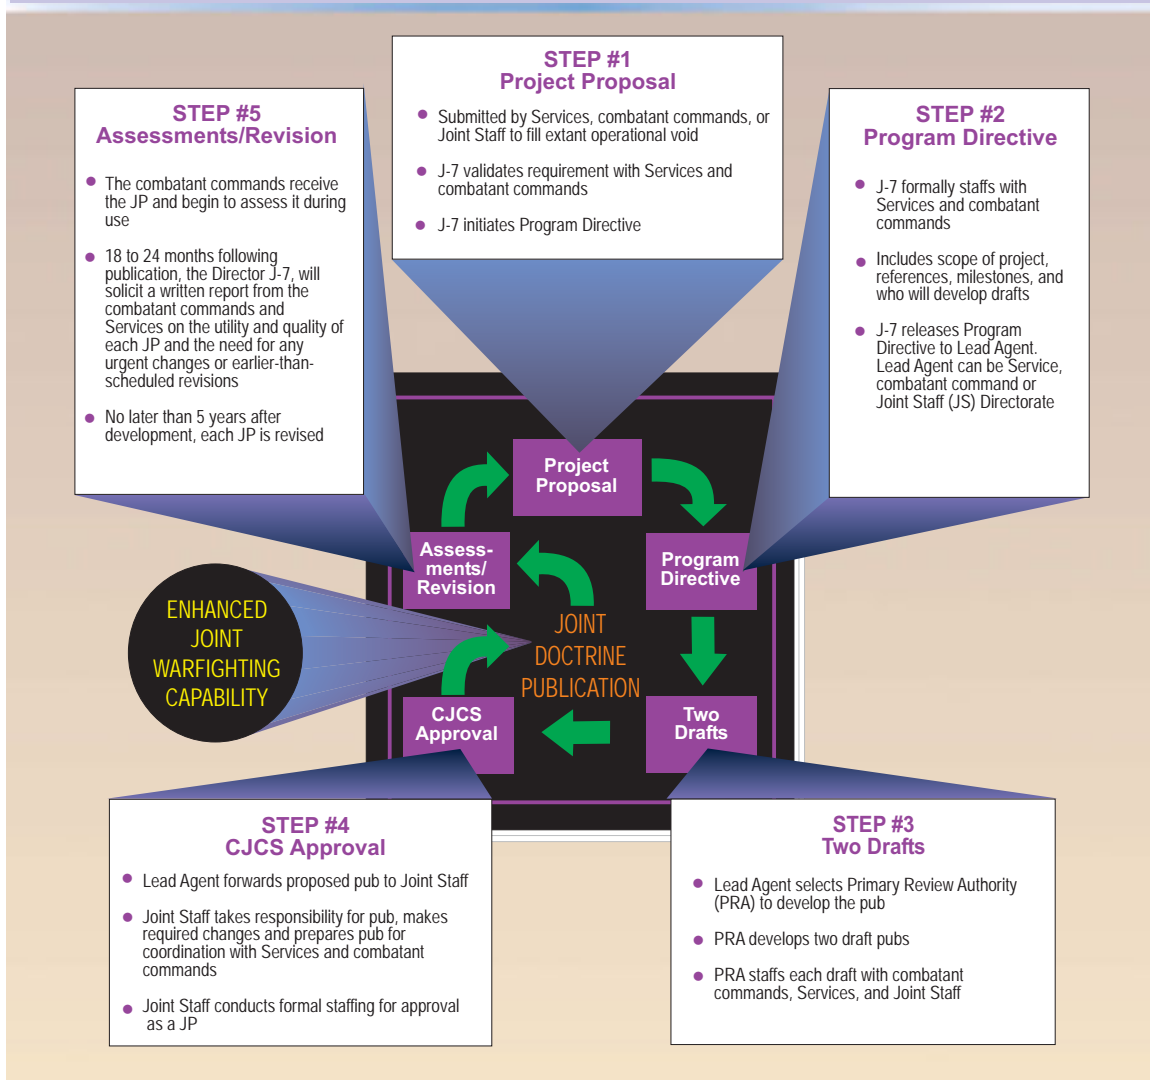 STEP #1
Project Proposal
• Submitted by Services, combatant commands, or
Joint Staff to fill extant operational void
• J-7 validates requirement with Services and
combatant commands
• J-7 initiates Program Directive
STEP #5
Assessments/Revision
• The combatant commands receive
the JP and begin to assess it during
use
• 18 to 24 months following
publication, the Director J-7, will
solicit a written report from the
combatant commands and
Services on the utility and quality of
each JP and the need for any
urgent changes or earlier-than-
scheduled revisions
• No later than 5 years after
development, each JP is revised
STEP #2
Program Directive
• J-7 formally staffs with
Services and combatant
commands
• Includes scope of project,
references, milestones, and
who will develop drafts
• J-7 releases Program
Directive to Lead Agent.
Lead Agent can be Service,
combatant command or
Joint Staff (JS) Directorate
Project
Proposal
Assess-
ments/
Revision
Program
Directive
ENHANCED
JOINT
WARFIGHTING
CAPABILITY
JOINT
DOCTRINE
PUBLICATION
CJCS
Approval
Two
Drafts
STEP #4
CJCS Approval
• Lead Agent forwards proposed pub to Joint Staff
• Joint Staff takes responsibility for pub, makes
required changes and prepares pub for
coordination with Services and combatant
commands
• Joint Staff conducts formal staffing for approval
as a JP
STEP #3
Two Drafts
• Lead Agent selects Primary Review Authority
(PRA) to develop the pub
• PRA develops two draft pubs
• PRA staffs each draft with combatant
commands, Services, and Joint Staff